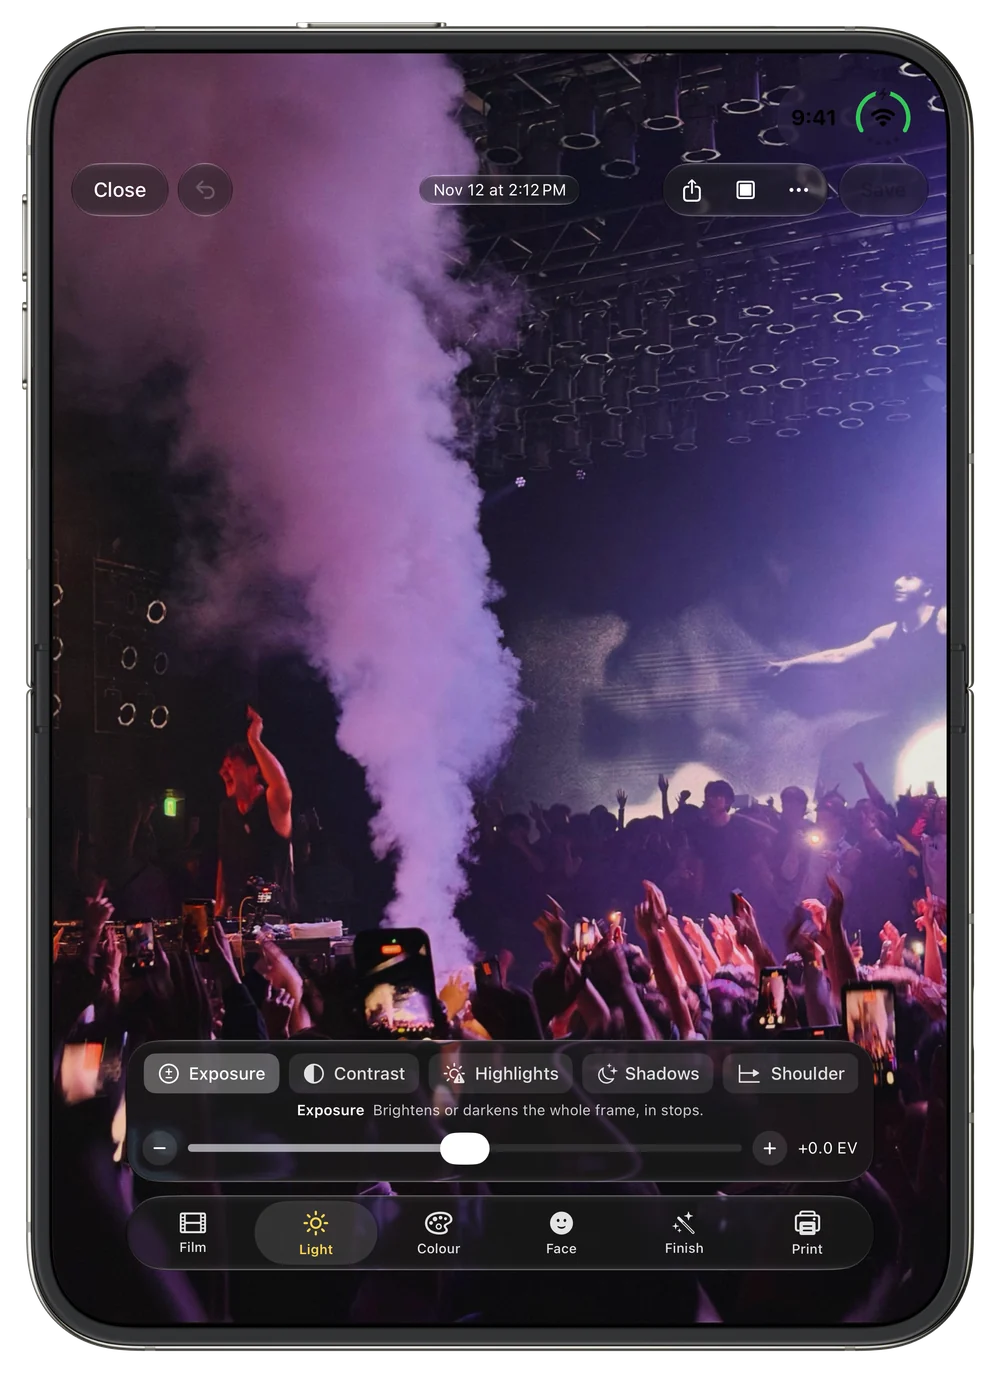 9:41
Close
Nov 12 at 2:12 PM
Save
Exposure
Contrast
Highlights
Shadows
Shoulder
Exposure Brightens or darkens the whole frame, in stops.
+0.0 EV
Film
Light
Colour
Face
Finish
Print